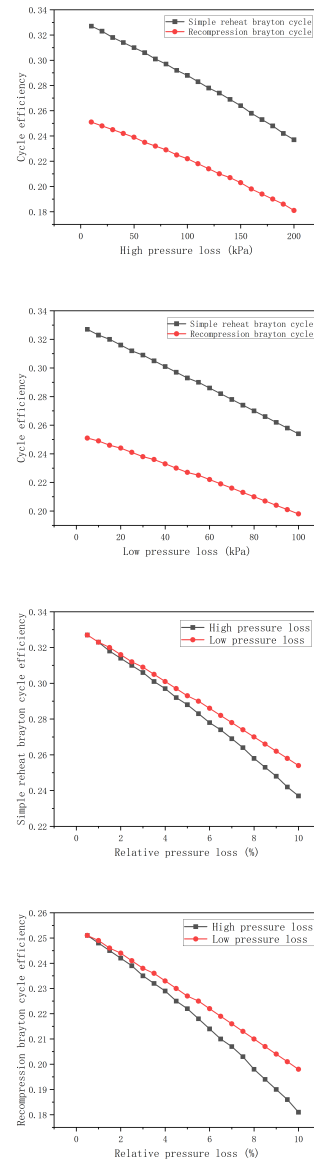 Simple reheat brayton cycle
Recompression brayton cycle
Cycle efficiency
0.34
0.32
0.30
0.28
0.26
0.24
0.22
0.20
0.18
0 50 100 150 200
High pressure loss (kPa)
Simple reheat brayton cycle
Recompression brayton cycle
Cycle efficiency
0.34
0.32
0.30
0.28
0.26
0.24
0.22
0.20
0 20 40 60 80 100
Low pressure loss (kPa)
High pressure loss
Low pressure loss
Simple reheat brayton cycle efficiency
0.34
0.32
0.30
0.28
0.26
0.24
0.22
0 2 4 6 8 10
Relative pressure loss (%)
High pressure loss
Low pressure loss
Recompression brayton cycle efficiency
0.26
0.25
0.24
0.23
0.22
0.21
0.20
0.19
0.18
0 2 4 6 8 10
Relative pressure loss (%)